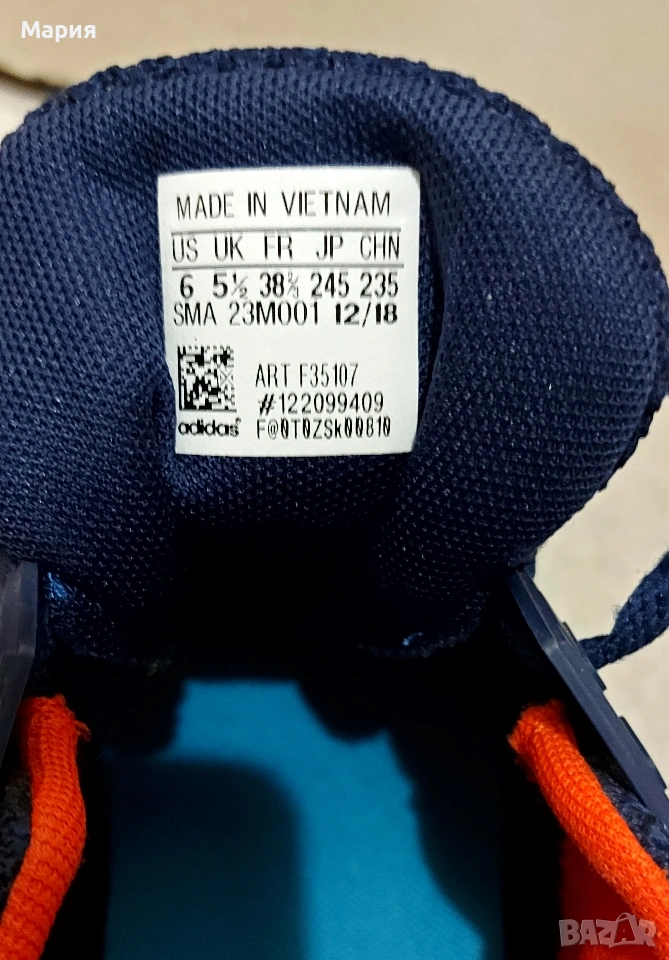 Мария
MADE IN VIETNAM
US UK FR JP CHN
6 5½ 38⅔ 245 235
SMA 23M001 12/18
ART F35107
#122099409
adidas F@0T0ZSk00810
BAZAR